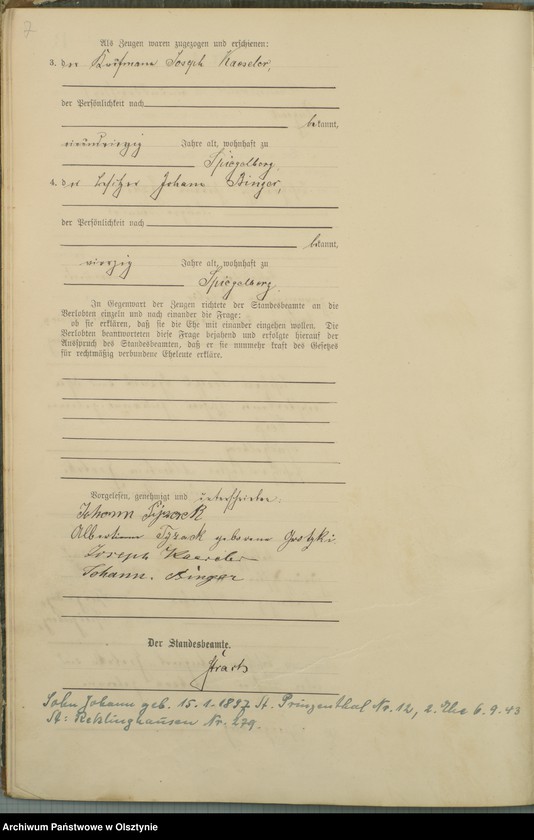 7
Als Zeugen waren zugezogen und erschienen:
3. der Kaufmann Joseph Kaeseler,
der Persönlichkeit nach
bekannt,
einundvierzig Jahre alt, wohnhaft zu
Spiegelberg
4. der Besitzer Johann Binger,
der Persönlichkeit nach
bekannt,
vierzig Jahre alt, wohnhaft zu
Spiegelberg.
In Gegenwart der Zeugen richtete der Standesbeamte an die
Verlobten einzeln und nach einander die Frage:
ob sie erklären, daß sie die Ehe mit einander eingehen wollen. Die
Verlobten beantworteten diese Frage bejahend und erfolgte hierauf der
Ausspruch des Standesbeamten, daß er sie nunmehr kraft des Gesetzes
für rechtmäßig verbundene Eheleute erkläre.
Vorgelesen, genehmigt und unterschrieben:
Johann
Albertine geborene
Joseph Kaeseler
Johann. Binger
Der Standesbeamte.
Sohn Johann geb. 15.1.1897 St. Prinzenthal Nr. 12, 2. Ehe 6.9.43
St: Recklinghausen Nr. 279.
Archiwum Państwowe w Olsztynie